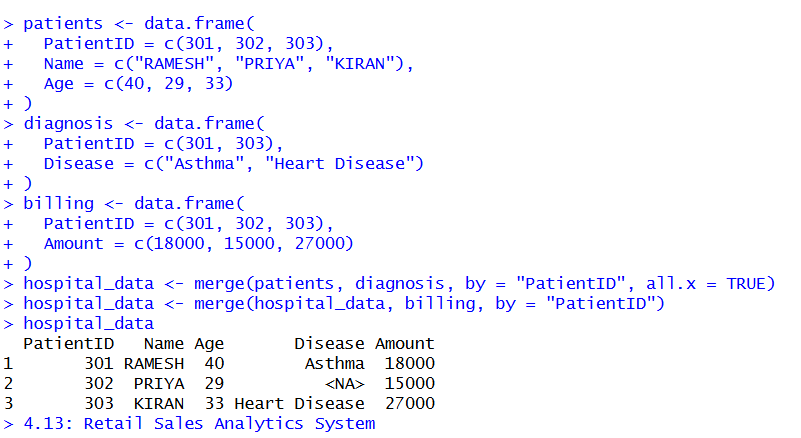 > patients <- data.frame(
+   PatientID = c(301, 302, 303),
+   Name = c("RAMESH", "PRIYA", "KIRAN"),
+   Age = c(40, 29, 33)
+ )
> diagnosis <- data.frame(
+   PatientID = c(301, 303),
+   Disease = c("Asthma", "Heart Disease")
+ )
> billing <- data.frame(
+   PatientID = c(301, 302, 303),
+   Amount = c(18000, 15000, 27000)
+ )
> hospital_data <- merge(patients, diagnosis, by = "PatientID", all.x = TRUE)
> hospital_data <- merge(hospital_data, billing, by = "PatientID")
> hospital_data
  PatientID   Name Age       Disease Amount
1       301 RAMESH  40        Asthma  18000
2       302  PRIYA  29          <NA>  15000
3       303  KIRAN  33 Heart Disease  27000
> 4.13: Retail Sales Analytics System